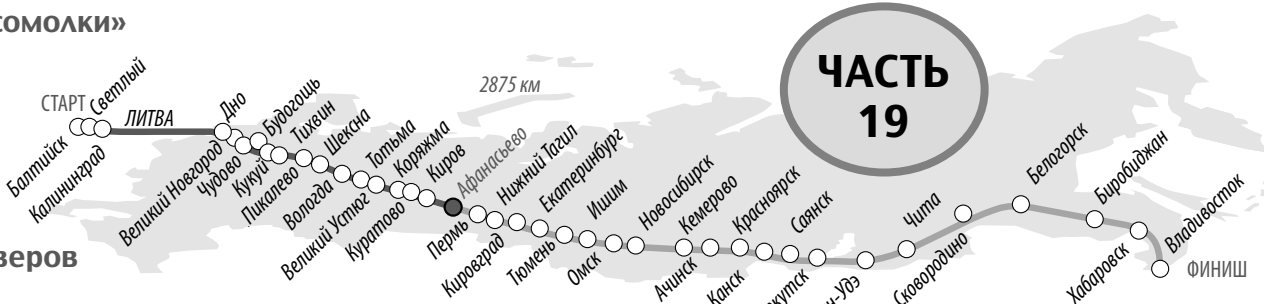 сомолки»
ЧАСТЬ
19
2875 км
СТАРТ
Балтийск
Светлый
Калининград
ЛИТВА
Дно
Великий Новгород
Чудово
Будогощь
Кукуй
Тихвин
Пикалево
Шексна
Вологда
Тотьма
Великий Устюг
Коряжма
Куратово
Киров
Афанасьево
Пермь
Нижний Тагил
Кировград
Екатеринбург
Тюмень
Ишим
Омск
Новосибирск
Ачинск
Кемерово
Канск
Красноярск
Саянск
Чита
Сковородино
Белогорск
Биробиджан
Хабаровск
Владивосток
ФИНИШ
веров